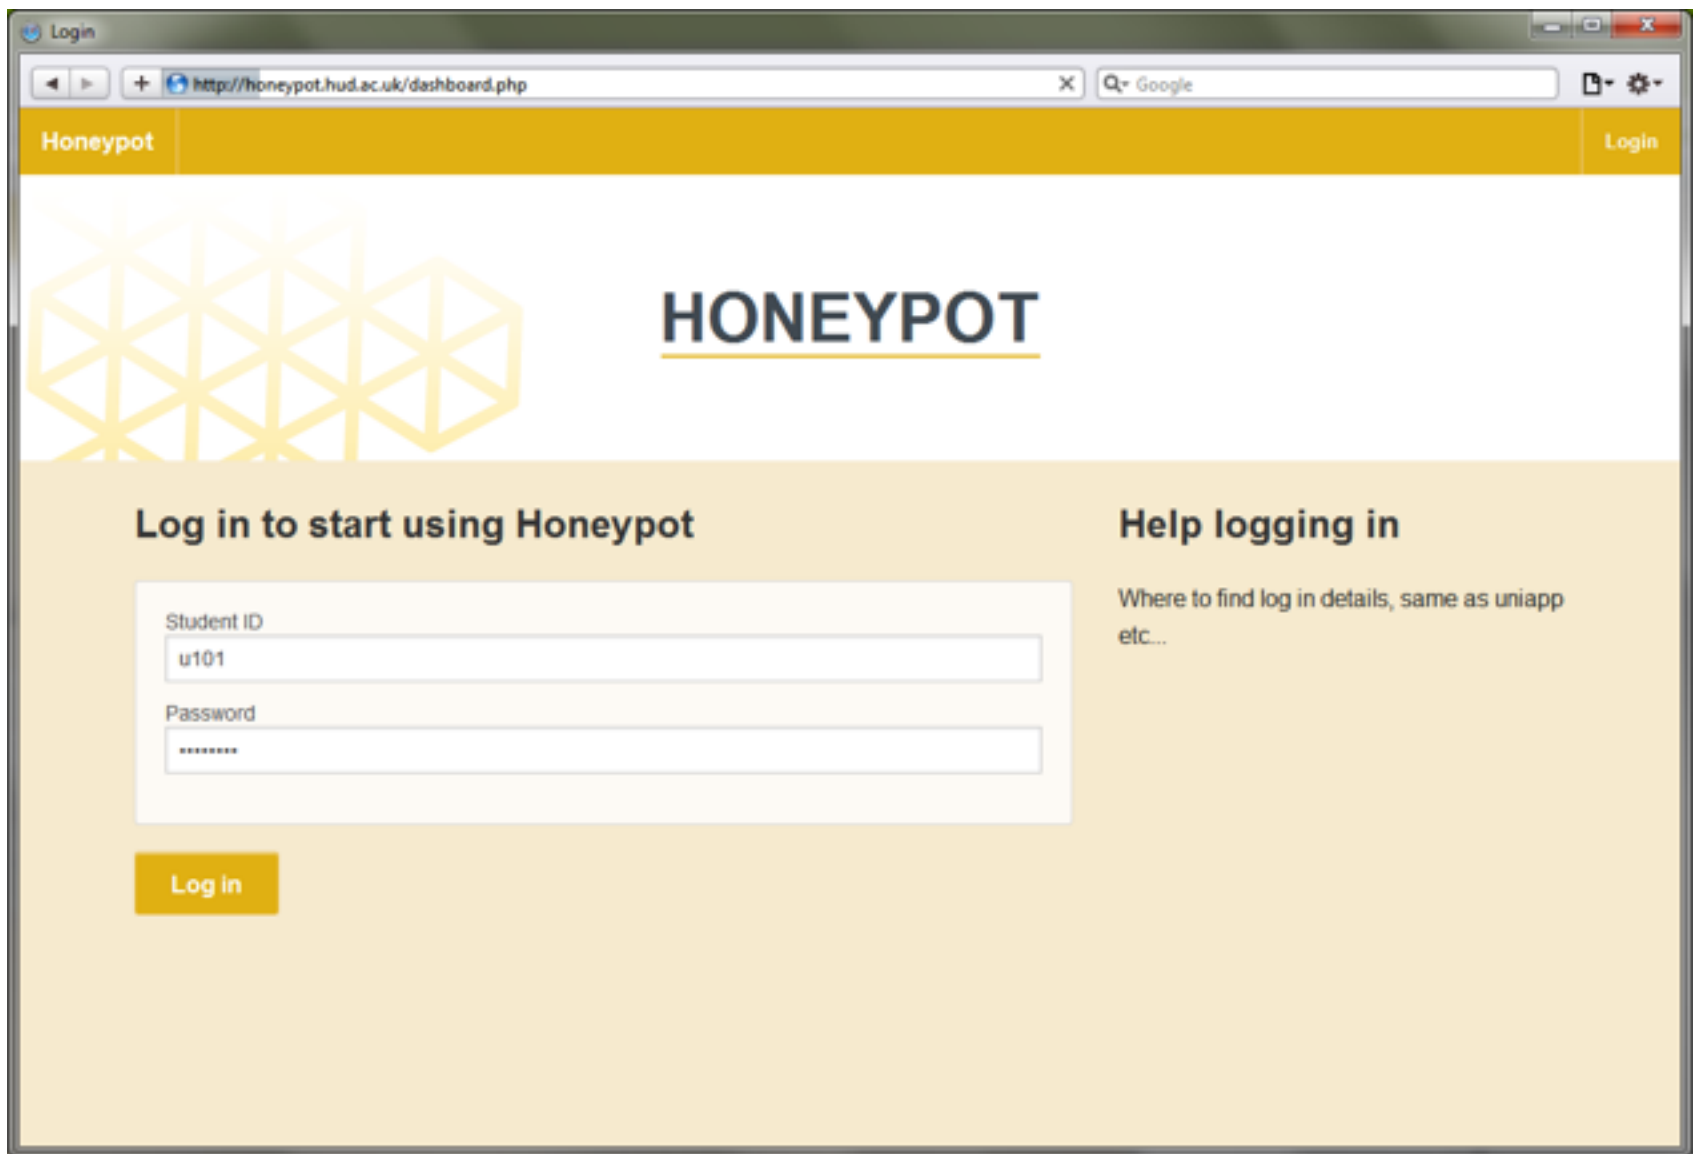 Login
http://honeypot.hud.ac.uk/dashboard.php
Google
Honeypot
Login
HONEYPOT
Log in to start using Honeypot
Student ID
u101
Password
••••••••
Log in
Help logging in
Where to find log in details, same as uniapp
etc...